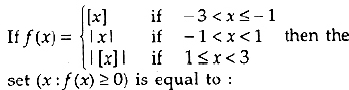 If f(x) = { [x] if −3 < x ≤ −1
| x | if −1 < x < 1 then the
| [x] | if 1 ≤ x < 3
set (x : f(x) ≥ 0) is equal to :